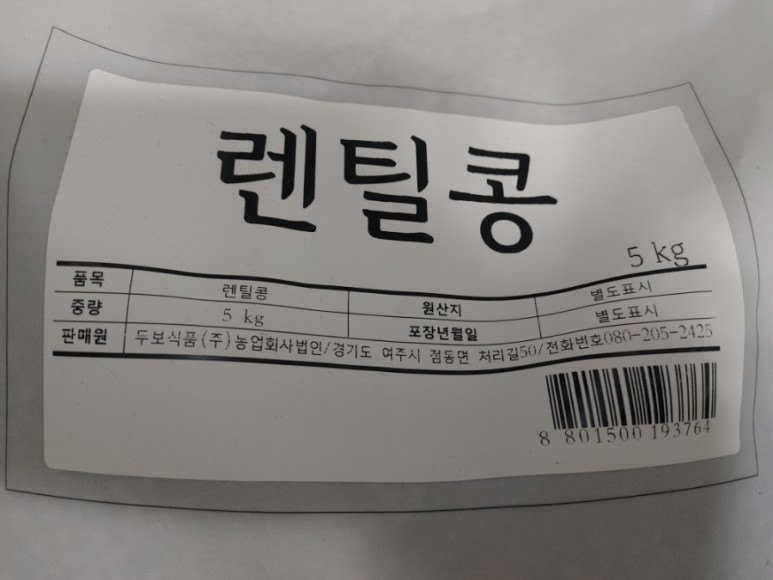 렌틸콩
5 kg
품목 렌틸콩 원산지 별도표시
중량 5 kg 포장년월일 별도표시
판매원 두보식품(주)농업회사법인/경기도 여주시 점동면 처리길50/전화번호080-205-2425
8 801500 193764